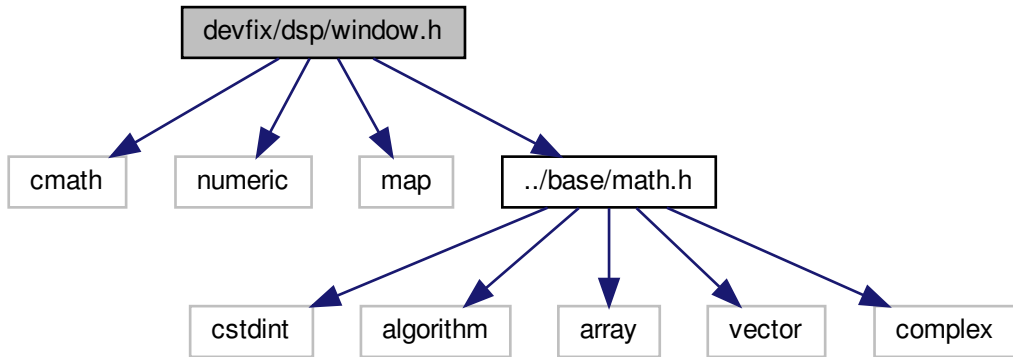 devfix/dsp/window.h
cmath
numeric
map
../base/math.h
cstdint
algorithm
array
vector
complex